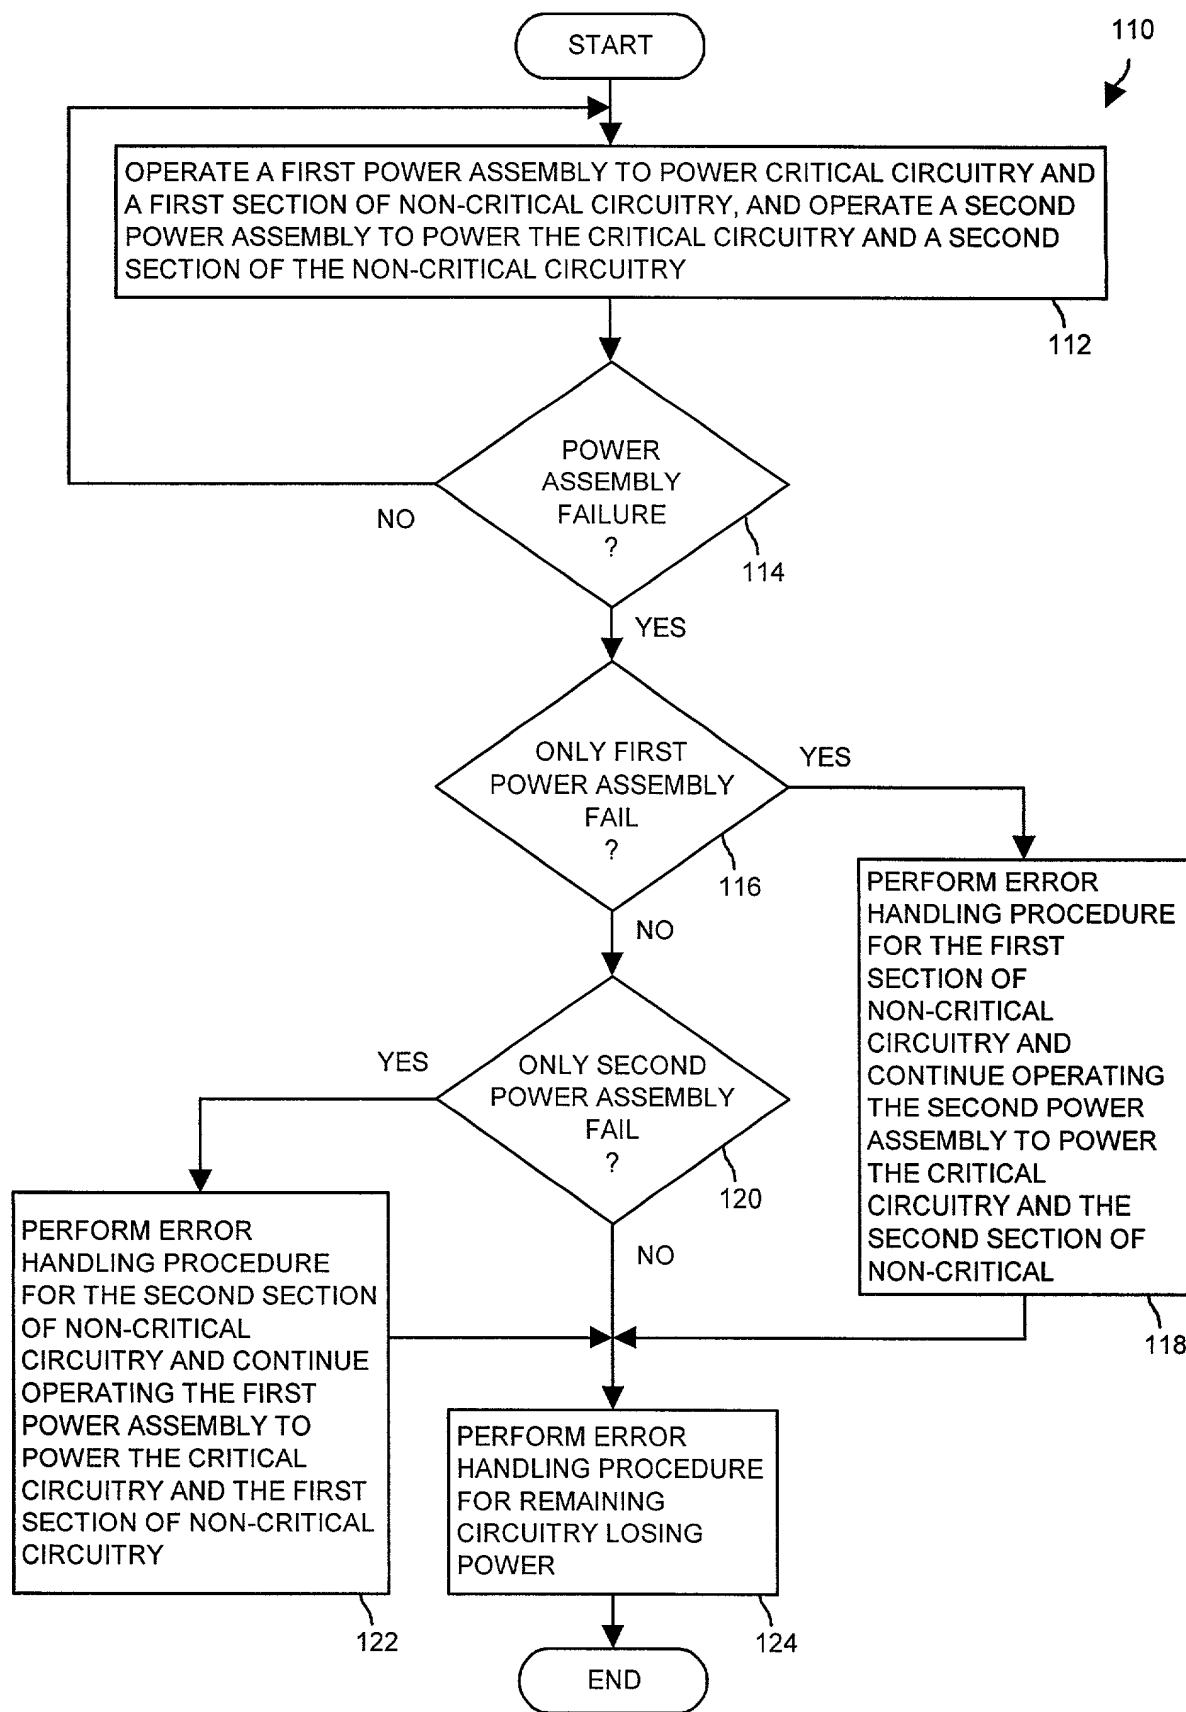 START
110
OPERATE A FIRST POWER ASSEMBLY TO POWER CRITICAL CIRCUITRY AND
A FIRST SECTION OF NON-CRITICAL CIRCUITRY, AND OPERATE A SECOND
POWER ASSEMBLY TO POWER THE CRITICAL CIRCUITRY AND A SECOND
SECTION OF THE NON-CRITICAL CIRCUITRY
112
POWER
ASSEMBLY
FAILURE
?
NO
114
YES
ONLY FIRST
POWER ASSEMBLY
FAIL
?
YES
116
NO
PERFORM ERROR
HANDLING PROCEDURE
FOR THE FIRST
SECTION OF
NON-CRITICAL
CIRCUITRY AND
CONTINUE OPERATING
THE SECOND POWER
ASSEMBLY TO POWER
THE CRITICAL
CIRCUITRY AND THE
SECOND SECTION OF
NON-CRITICAL
118
ONLY SECOND
POWER ASSEMBLY
FAIL
?
YES
120
NO
PERFORM ERROR
HANDLING PROCEDURE
FOR THE SECOND SECTION
OF NON-CRITICAL
CIRCUITRY AND CONTINUE
OPERATING THE FIRST
POWER ASSEMBLY TO
POWER THE CRITICAL
CIRCUITRY AND THE FIRST
SECTION OF NON-CRITICAL
CIRCUITRY
122
PERFORM ERROR
HANDLING PROCEDURE
FOR REMAINING
CIRCUITRY LOSING
POWER
124
END